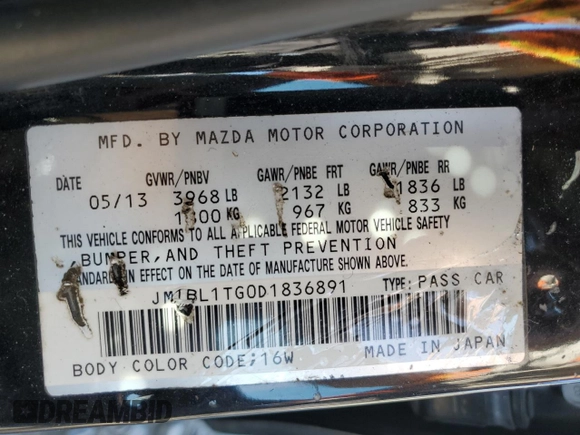 MFD. BY MAZDA MOTOR CORPORATION
DATE GVWR/PNBV GAWR/PNBE FRT GAWR/PNBE RR
05/13 3968 LB 2132 LB 1836 LB
1800 KG 967 KG 833 KG
THIS VEHICLE CONFORMS TO ALL APPLICABLE FEDERAL MOTOR VEHICLE SAFETY
,BUMPER,AND THEFT PREVENTION
STANDARDS IN EFFECT ON THE DATE OF MANUFACTURE SHOWN ABOVE.
JM1BL1TG0D1836891 TYPE: PASS CAR
BODY COLOR CODE;16W MADE IN JAPAN
DREAMBID